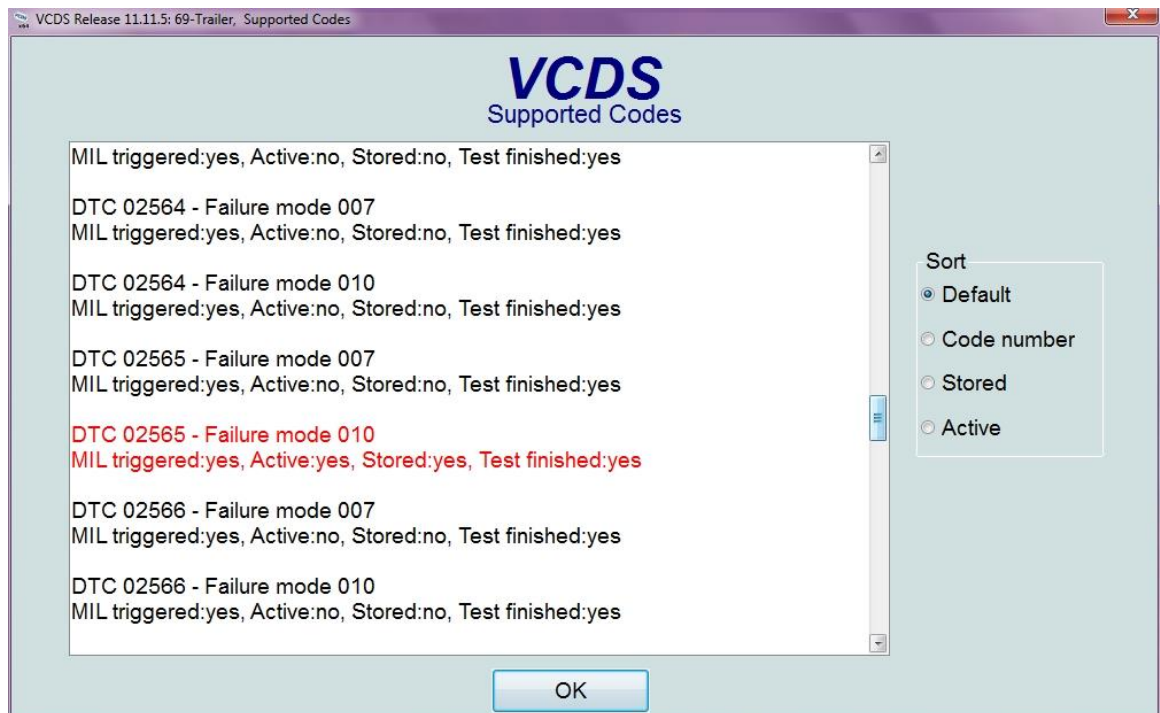 VCDS Release 11.11.5: 69-Trailer, Supported Codes
VCDS
Supported Codes
MIL triggered:yes, Active:no, Stored:no, Test finished:yes
DTC 02564 - Failure mode 007
MIL triggered:yes, Active:no, Stored:no, Test finished:yes
DTC 02564 - Failure mode 010
MIL triggered:yes, Active:no, Stored:no, Test finished:yes
DTC 02565 - Failure mode 007
MIL triggered:yes, Active:no, Stored:no, Test finished:yes
DTC 02565 - Failure mode 010
MIL triggered:yes, Active:yes, Stored:yes, Test finished:yes
DTC 02566 - Failure mode 007
MIL triggered:yes, Active:no, Stored:no, Test finished:yes
DTC 02566 - Failure mode 010
MIL triggered:yes, Active:no, Stored:no, Test finished:yes
Sort
Default
Code number
Stored
Active
OK